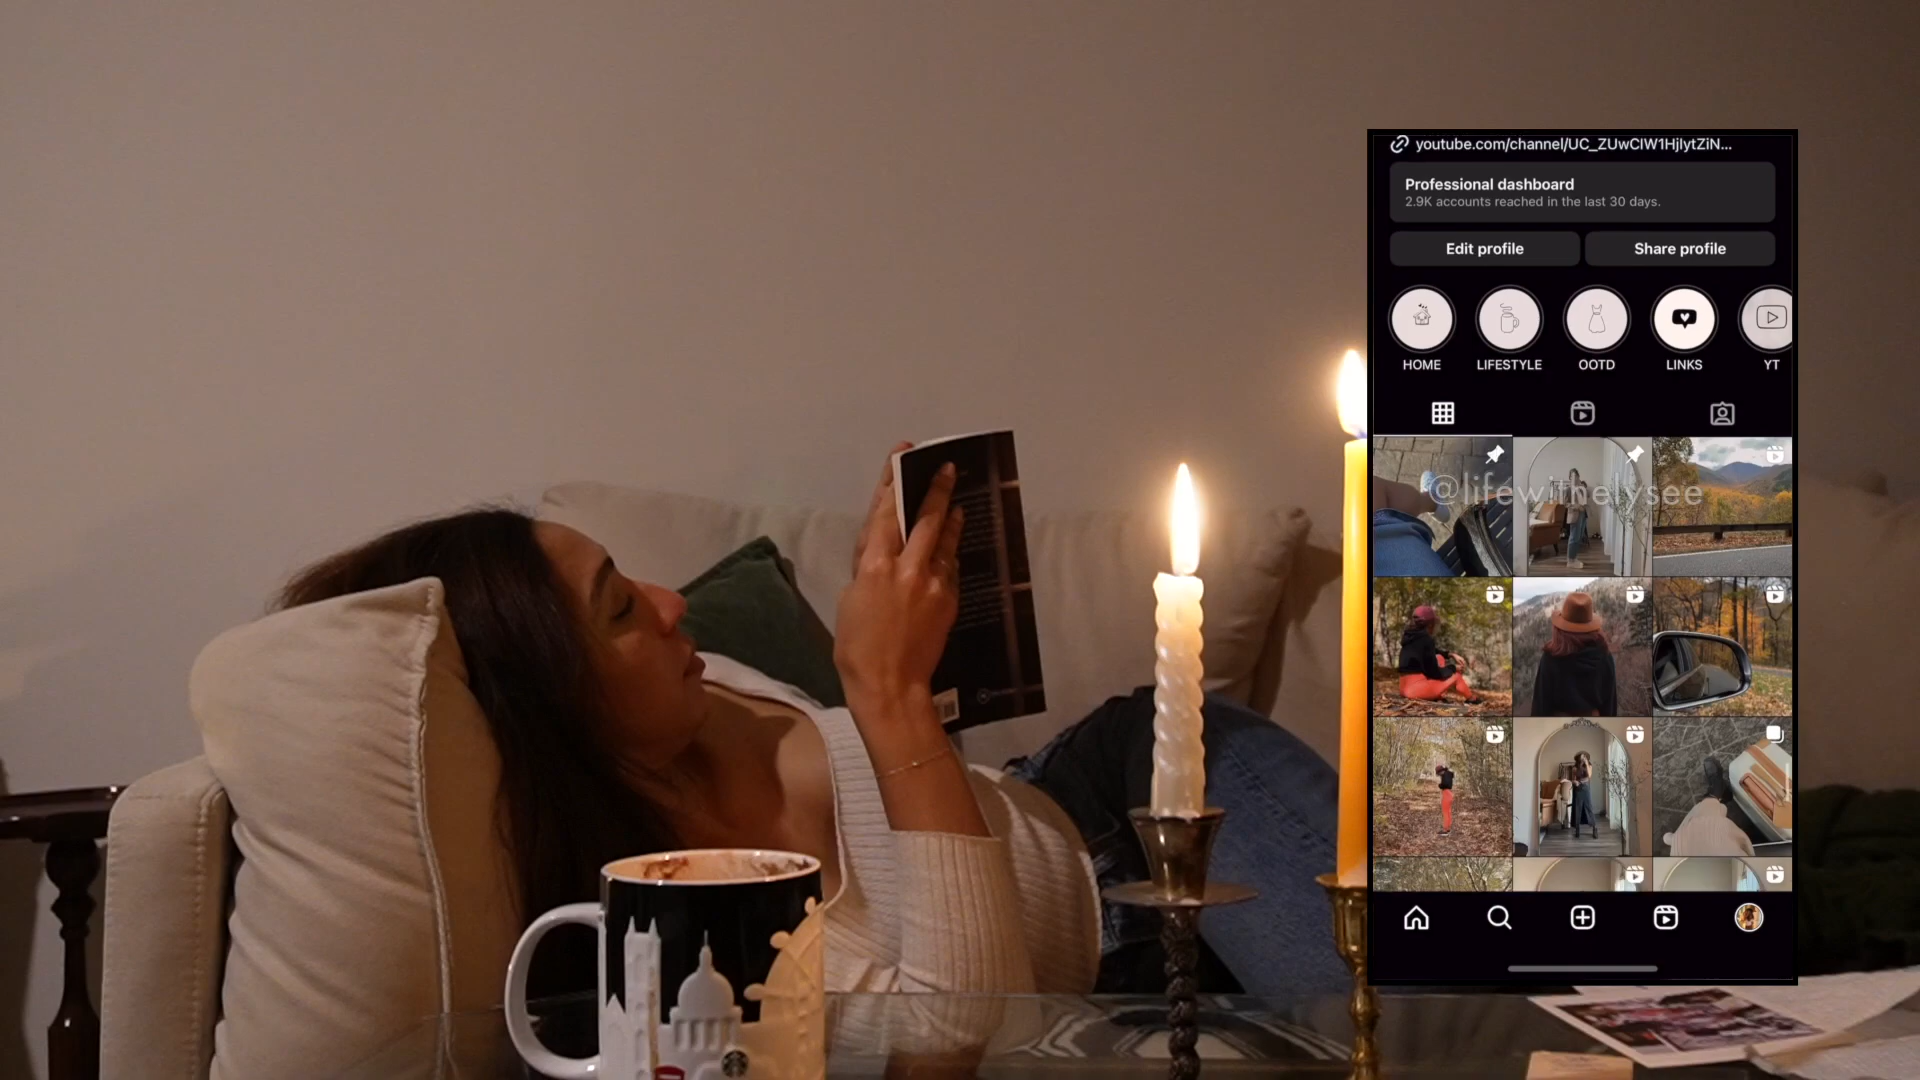 youtube.com/channel/UC_ZUwCIW1HjlytZiN...
Professional dashboard
2.9K accounts reached in the last 30 days.
Edit profile
Share profile
HOME
LIFESTYLE
OOTD
LINKS
YT
@lifewithelysee